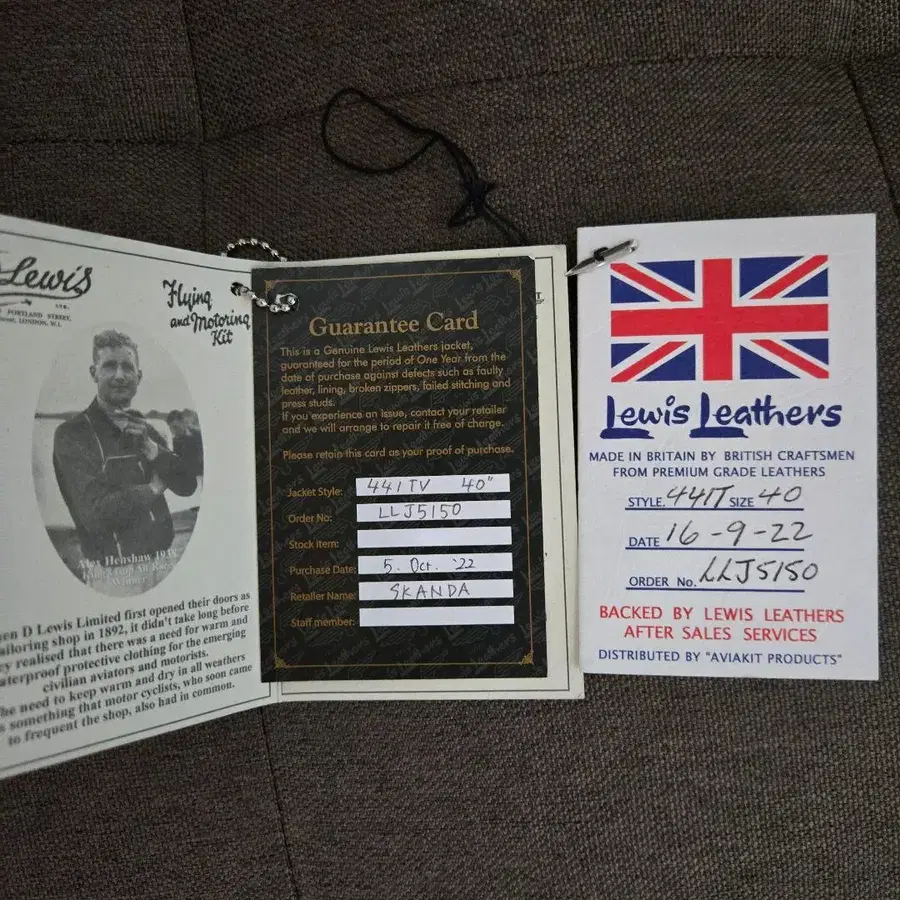 Lewis
LTD.
PORTLAND STREET,
LONDON, W.1.
Flying
and Motoring
Kit
Alex Henshaw 1938
Winner
D Lewis Limited first opened their doors as
shop in 1892, it didn't take long before
realised that there was a need for warm and
protective clothing for the emerging
civilian aviators and motorists.
need to keep warm and dry in all weathers
something that motor cyclists, who soon came
to frequent the shop, also had in common.
Guarantee Card
This is a Genuine Lewis Leathers jacket,
guaranteed for the period of One Year from the
date of purchase against defects such as faulty
leather, lining, broken zippers, failed stitching and
press studs.
If you experience an issue, contact your retailer
and we will arrange to repair it free of charge.
Please retain this card as your proof of purchase.
Jacket Style: 441TV 40"
Order No: LLJ5150
Stock item:
Purchase Date: 5. Oct. '22
Retailer Name: SKANDA
Staff member:
Lewis Leathers
MADE IN BRITAIN BY BRITISH CRAFTSMEN
FROM PREMIUM GRADE LEATHERS
STYLE. 441T SIZE 40
DATE 16-9-22
ORDER No. LLJ5150
BACKED BY LEWIS LEATHERS
AFTER SALES SERVICES
DISTRIBUTED BY "AVIAKIT PRODUCTS"